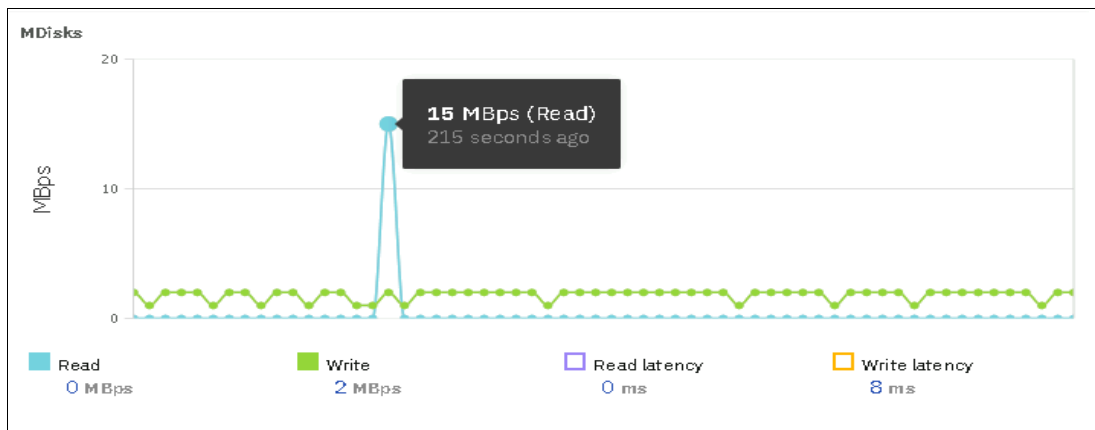 MDisks
20
15 MBps (Read)
215 seconds ago
MBps
10
0
Read
0 MBps
Write
2 MBps
Read latency
0 ms
Write latency
8 ms